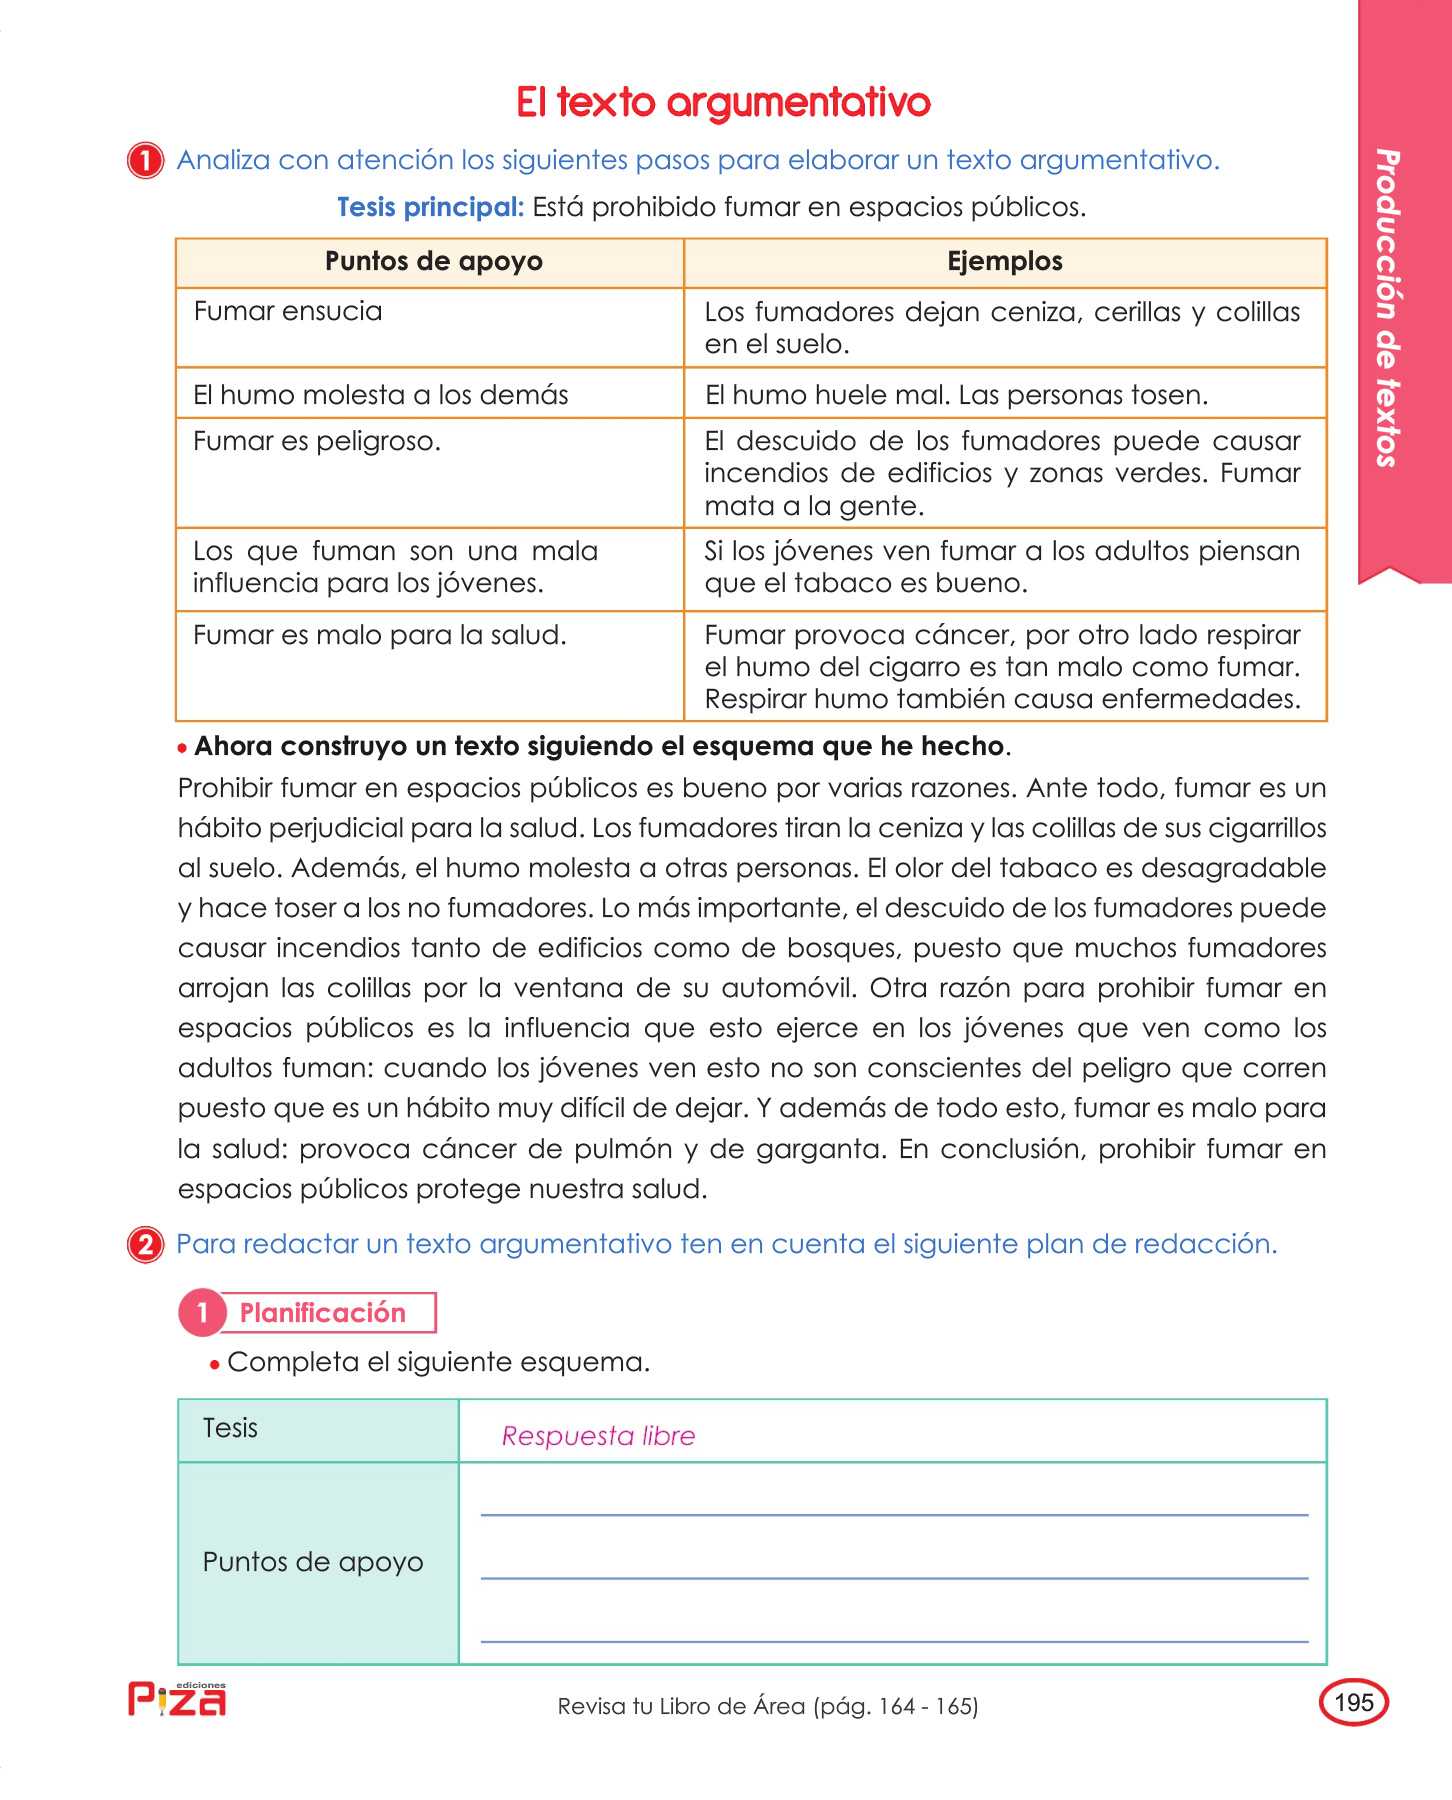 El texto argumentativo
1 Analiza con atención los siguientes pasos para elaborar un texto argumentativo.
Tesis principal: Está prohibido fumar en espacios públicos.
Puntos de apoyo
Ejemplos
Fumar ensucia
Los fumadores dejan ceniza, cerillas y colillas
en el suelo.
El humo molesta a los demás
El humo huele mal. Las personas tosen.
Fumar es peligroso.
El descuido de los fumadores puede causar
incendios de edificios y zonas verdes. Fumar
mata a la gente.
Los que fuman son una mala
influencia para los jóvenes.
Si los jóvenes ven fumar a los adultos piensan
que el tabaco es bueno.
Fumar es malo para la salud.
Fumar provoca cáncer, por otro lado respirar
el humo del cigarro es tan malo como fumar.
Respirar humo también causa enfermedades.
• Ahora construyo un texto siguiendo el esquema que he hecho.
Prohibir fumar en espacios públicos es bueno por varias razones. Ante todo, fumar es un
hábito perjudicial para la salud. Los fumadores tiran la ceniza y las colillas de sus cigarrillos
al suelo. Además, el humo molesta a otras personas. El olor del tabaco es desagradable
y hace toser a los no fumadores. Lo más importante, el descuido de los fumadores puede
causar incendios tanto de edificios como de bosques, puesto que muchos fumadores
arrojan las colillas por la ventana de su automóvil. Otra razón para prohibir fumar en
espacios públicos es la influencia que esto ejerce en los jóvenes que ven como los
adultos fuman: cuando los jóvenes ven esto no son conscientes del peligro que corren
puesto que es un hábito muy difícil de dejar. Y además de todo esto, fumar es malo para
la salud: provoca cáncer de pulmón y de garganta. En conclusión, prohibir fumar en
espacios públicos protege nuestra salud.
2 Para redactar un texto argumentativo ten en cuenta el siguiente plan de redacción.
1 Planificación
• Completa el siguiente esquema.
Tesis
Respuesta libre
Puntos de apoyo
ediciones
Piza
Revisa tu Libro de Área (pág. 164 - 165)
195
Producción de textos